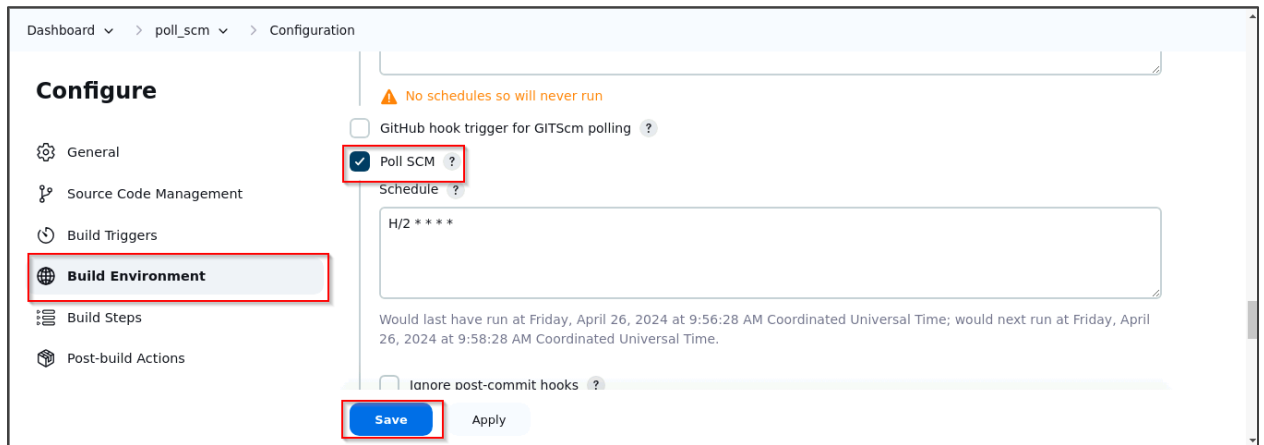 Dashboard > poll_scm > Configuration
Configure
General
Source Code Management
Build Triggers
Build Environment
Build Steps
Post-build Actions
No schedules so will never run
GitHub hook trigger for GITScm polling ?
Poll SCM ?
Schedule ?
H/2 * * * *
Would last have run at Friday, April 26, 2024 at 9:56:28 AM Coordinated Universal Time; would next run at Friday, April
26, 2024 at 9:58:28 AM Coordinated Universal Time.
Ignore post-commit hooks ?
Save Apply